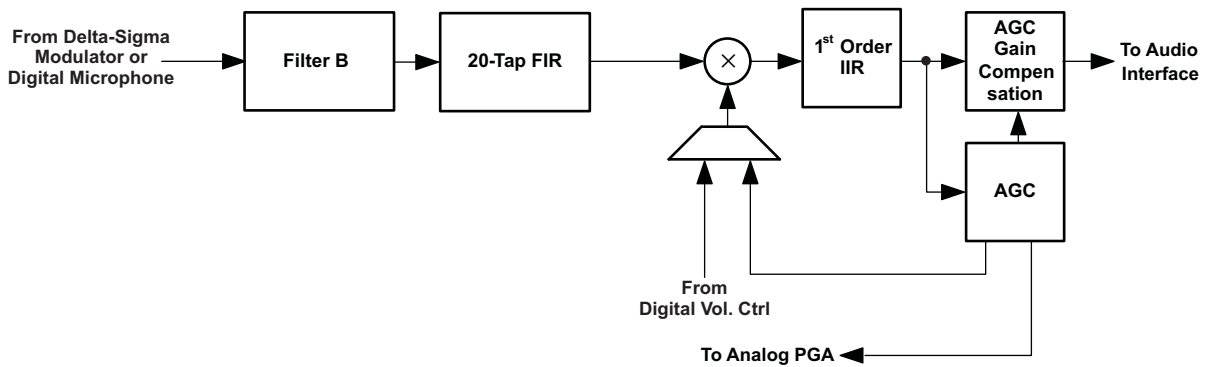 From Delta-Sigma
Modulator or
Digital Microphone
Filter B
20-Tap FIR
×
1st Order
IIR
AGC
Gain
Compen
sation
To Audio
Interface
AGC
From
Digital Vol. Ctrl
To Analog PGA